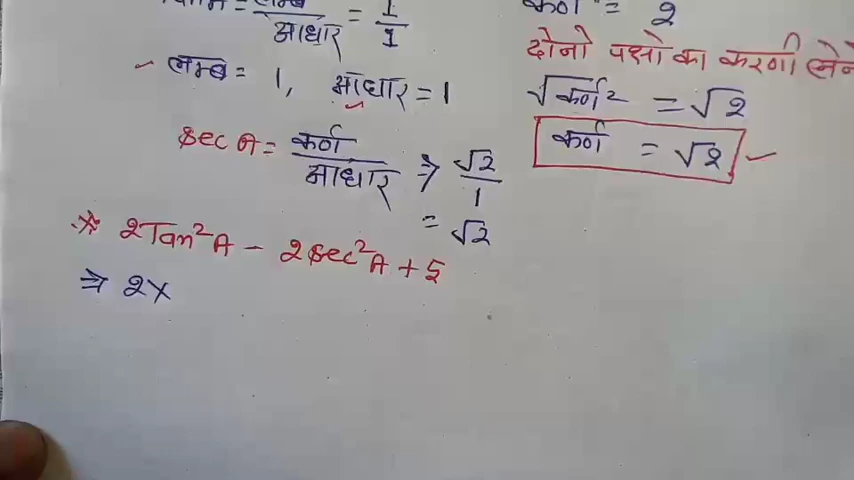 आधार = 1/1
लम्ब = 1, आधार = 1
sec A = कर्ण/आधार ⇒ √2/1
= √2
* 2Tan²A - 2sec²A + 5
⇒ 2×
कर्ण² = 2
दोनो पक्षो का करणी लेने
√कर्ण² = √2
कर्ण = √2